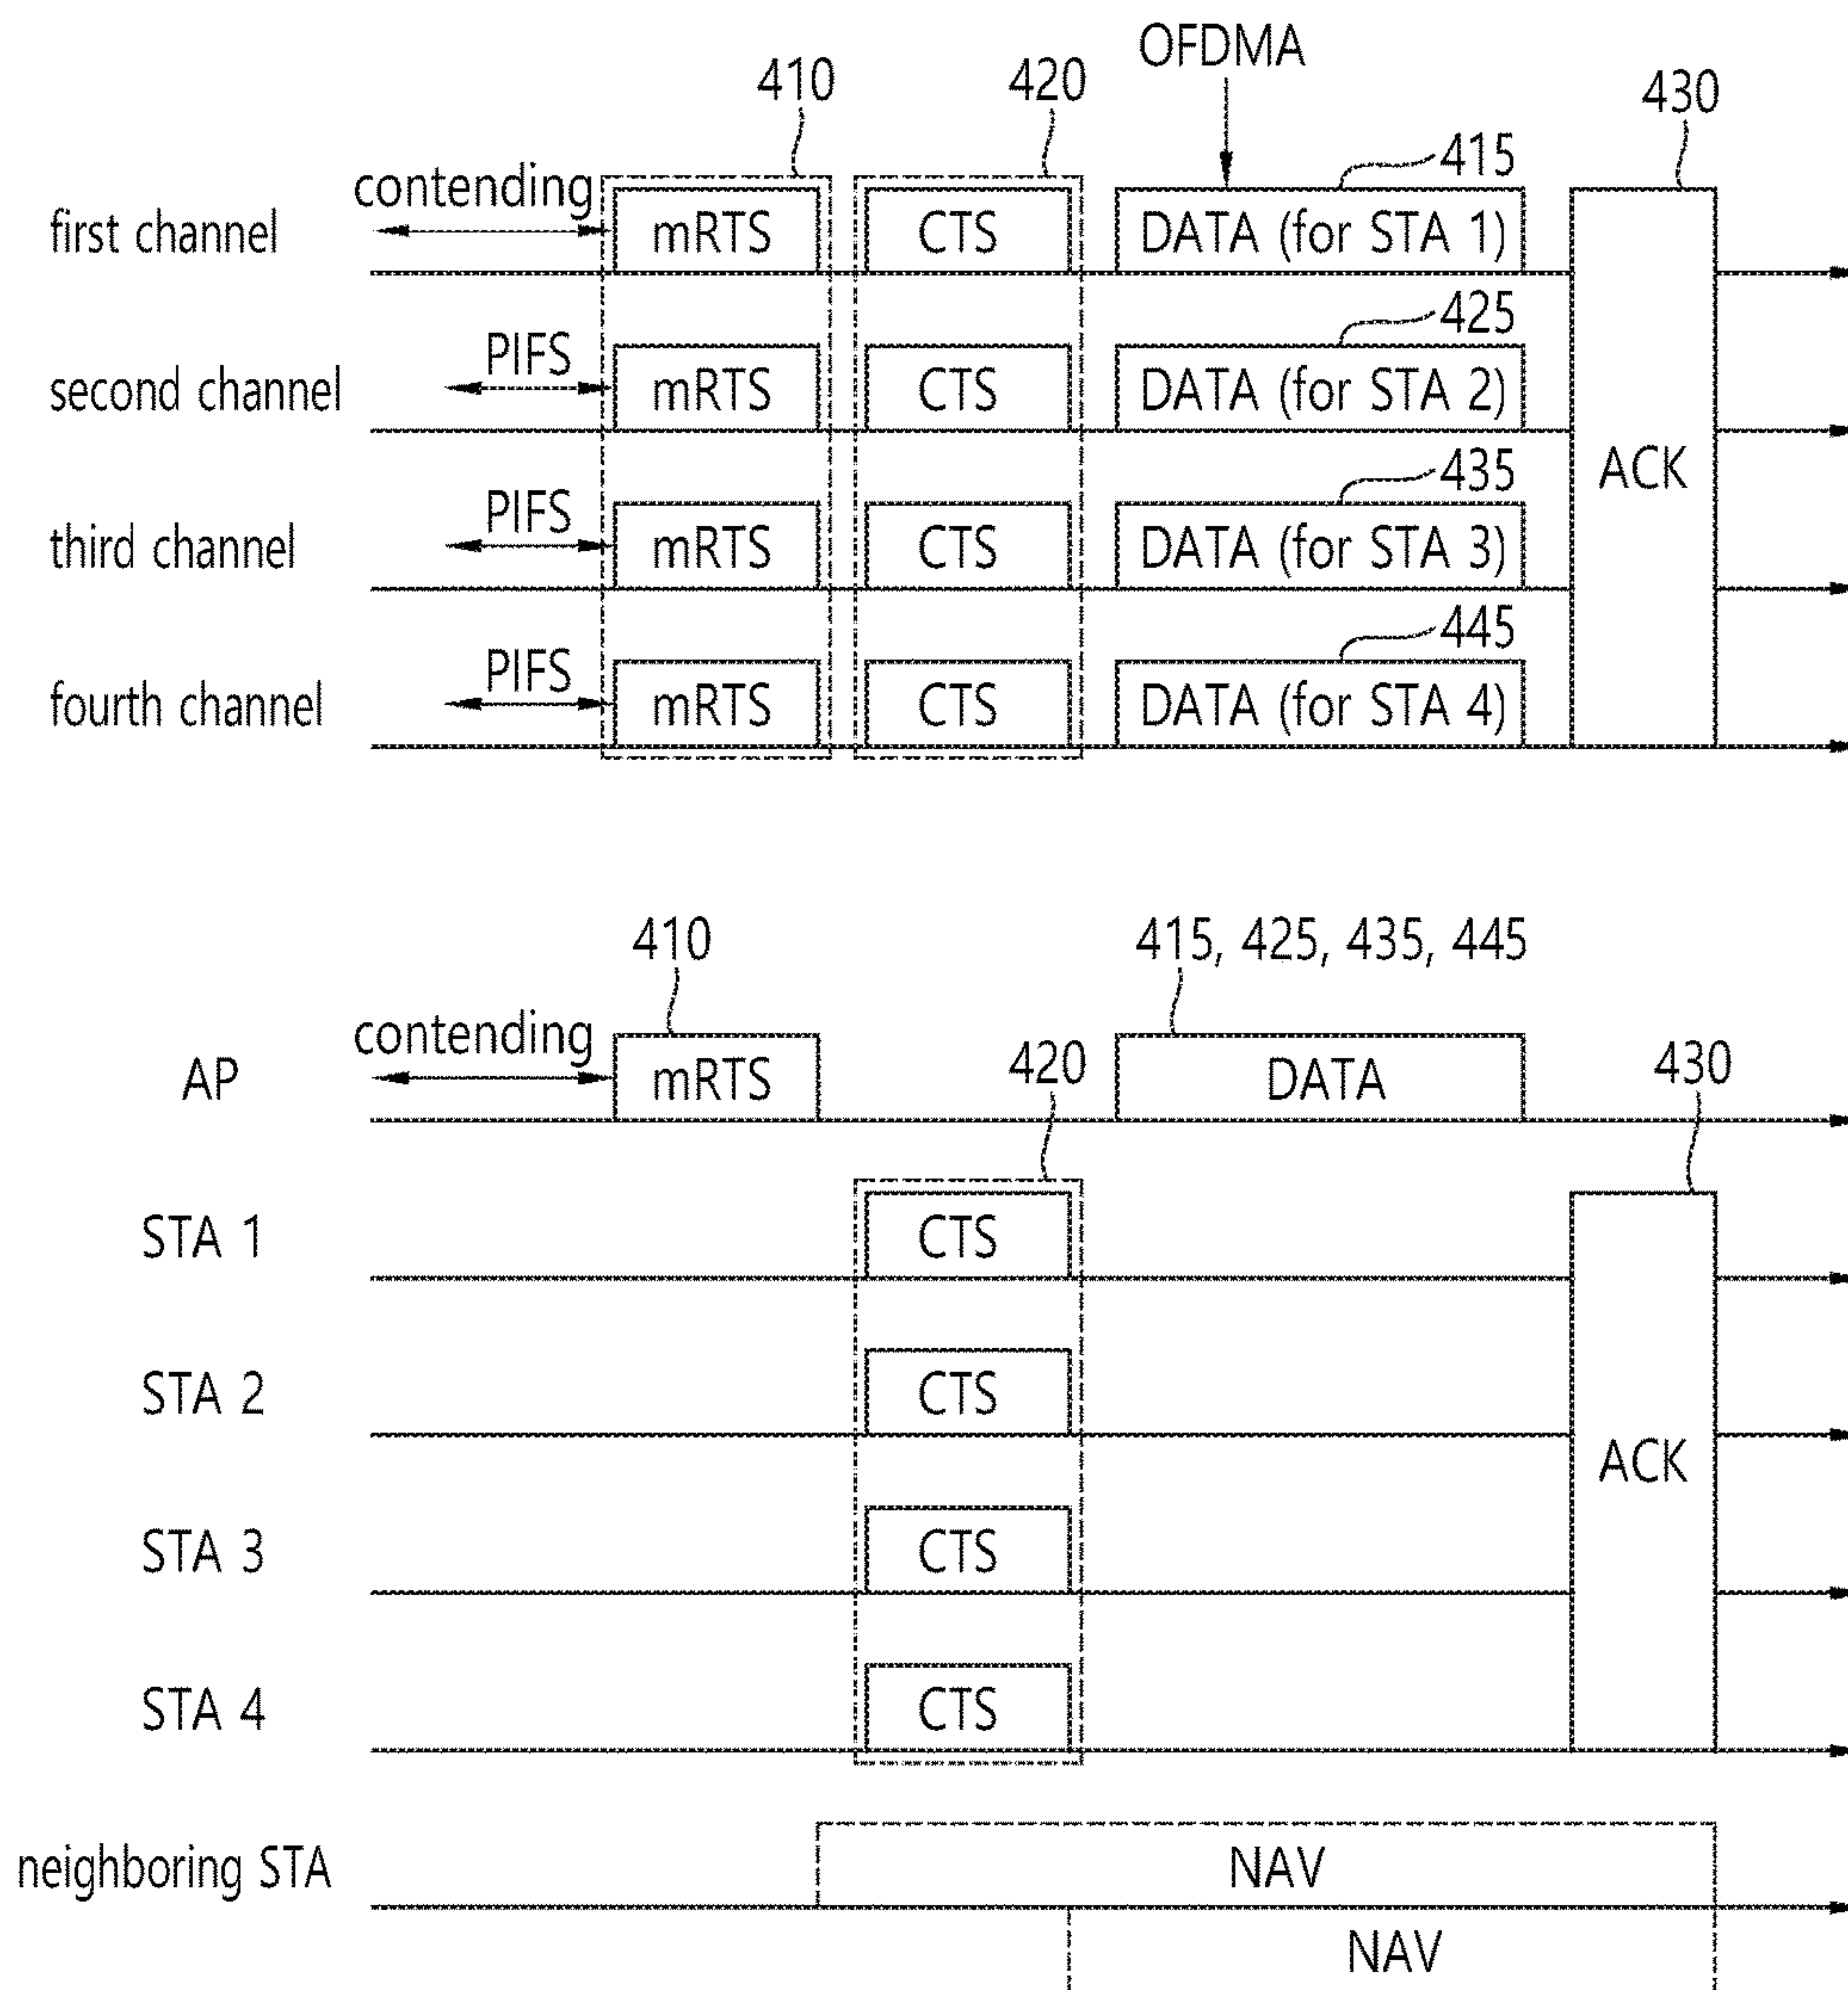 OFDMA
410
420
430
415
contending
first channel
mRTS
CTS
DATA (for STA 1)
425
PIFS
second channel
mRTS
CTS
DATA (for STA 2)
435
ACK
PIFS
third channel
mRTS
CTS
DATA (for STA 3)
445
PIFS
fourth channel
mRTS
CTS
DATA (for STA 4)
410
415, 425, 435, 445
contending
420
430
AP
mRTS
DATA
STA 1
CTS
STA 2
CTS
ACK
STA 3
CTS
STA 4
CTS
neighboring STA
NAV
NAV